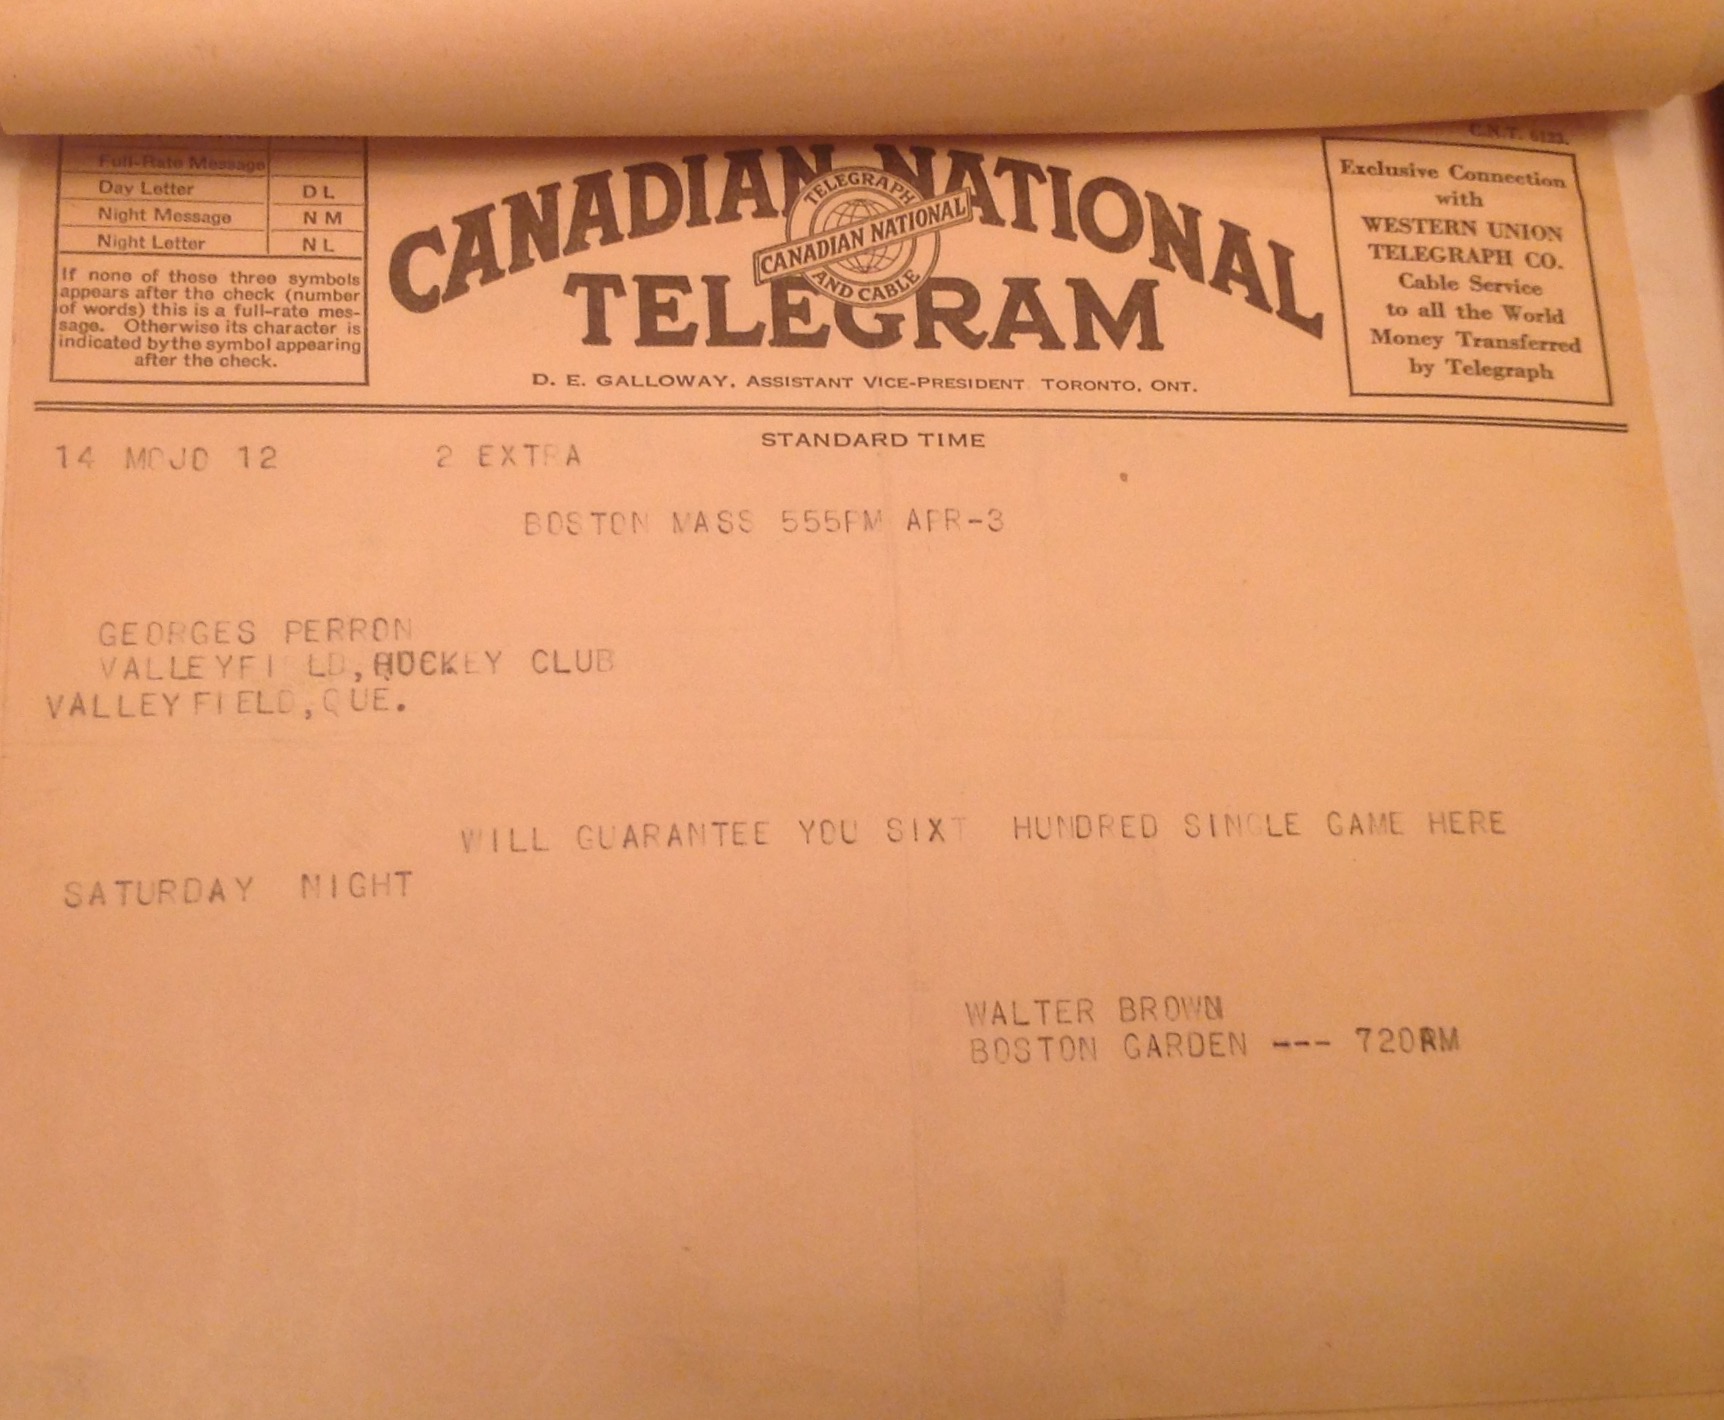 C.N.T. 6123.
Full-Rate Message
Day Letter D L
Night Message N M
Night Letter N L
If none of these three symbols
appears after the check (number
of words) this is a full-rate mes-
sage. Otherwise its character is
indicated by the symbol appearing
after the check.
CANADIAN NATIONAL
TELEGRAPH
CANADIAN NATIONAL
AND CABLE
TELEGRAM
D. E. GALLOWAY, ASSISTANT VICE-PRESIDENT TORONTO, ONT.
Exclusive Connection
with
WESTERN UNION
TELEGRAPH CO.
Cable Service
to all the World
Money Transferred
by Telegraph
STANDARD TIME
14 MOJO 12 2 EXTRA
BOSTON MASS 555PM APR-3
GEORGES PERRON
VALLEYFI LD, HOCKEY CLUB
VALLEYFIELD, QUE.
WILL GUARANTEE YOU SIXT HUNDRED SINGLE GAME HERE
SATURDAY NIGHT
WALTER BROWN
BOSTON GARDEN --- 720PM